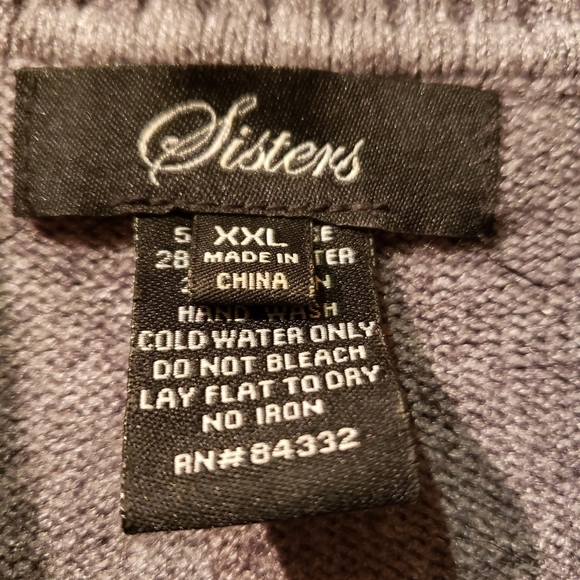 Sisters
XXL
MADE IN
CHINA
28
HAND WASH
COLD WATER ONLY
DO NOT BLEACH
LAY FLAT TO DRY
NO IRON
RN# 84332